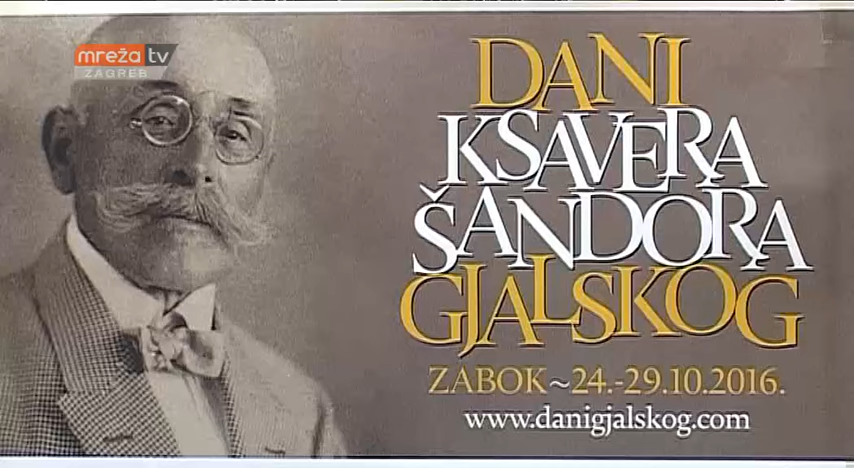 mreža tv
ZAGREB
DANI
KSAVERA
ŠANDORA
GJALSKOG
ZABOK~24.-29.10.2016.
www.danigjalskog.com